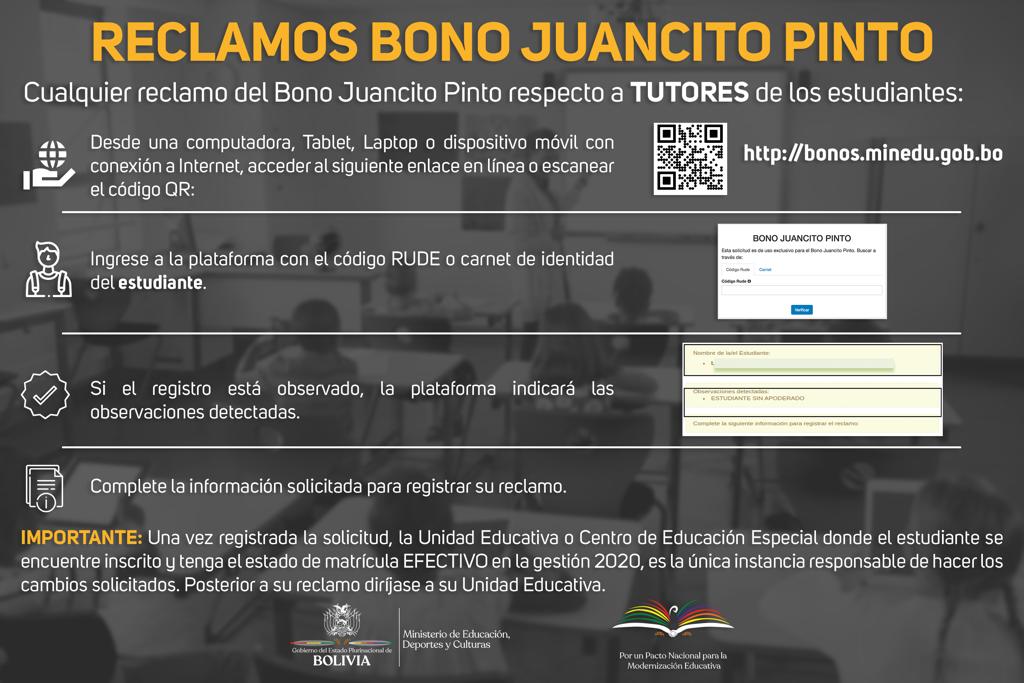 RECLAMOS BONO JUANCITO PINTO
Cualquier reclamo del Bono Juancito Pinto respecto a TUTORES de los estudiantes:
Desde una computadora, Tablet, Laptop o dispositivo móvil con
conexión a Internet, acceder al siguiente enlace en línea o escanear
el código QR:
http://bonos.minedu.gob.bo
Ingrese a la plataforma con el código RUDE o carnet de identidad
del estudiante.
BONO JUANCITO PINTO
Esta solicitud es de uso exclusivo para el Bono Juancito Pinto. Buscar a
través de:
Código Rude Carnet
Código Rude
Verificar
Si el registro está observado, la plataforma indicará las
observaciones detectadas.
Nombre de la/el Estudiante:
Observaciones detectadas:
• ESTUDIANTE SIN APODERADO
Complete la siguiente información para registrar el reclamo:
Complete la información solicitada para registrar su reclamo.
IMPORTANTE: Una vez registrada la solicitud, la Unidad Educativa o Centro de Educación Especial donde el estudiante se
encuentre inscrito y tenga el estado de matrícula EFECTIVO en la gestión 2020, es la única instancia responsable de hacer los
cambios solicitados. Posterior a su reclamo diríjase a su Unidad Educativa.
Gobierno del Estado Plurinacional de
BOLIVIA
Ministerio de Educación,
Deportes y Culturas
Por un Pacto Nacional para la
Modernización Educativa